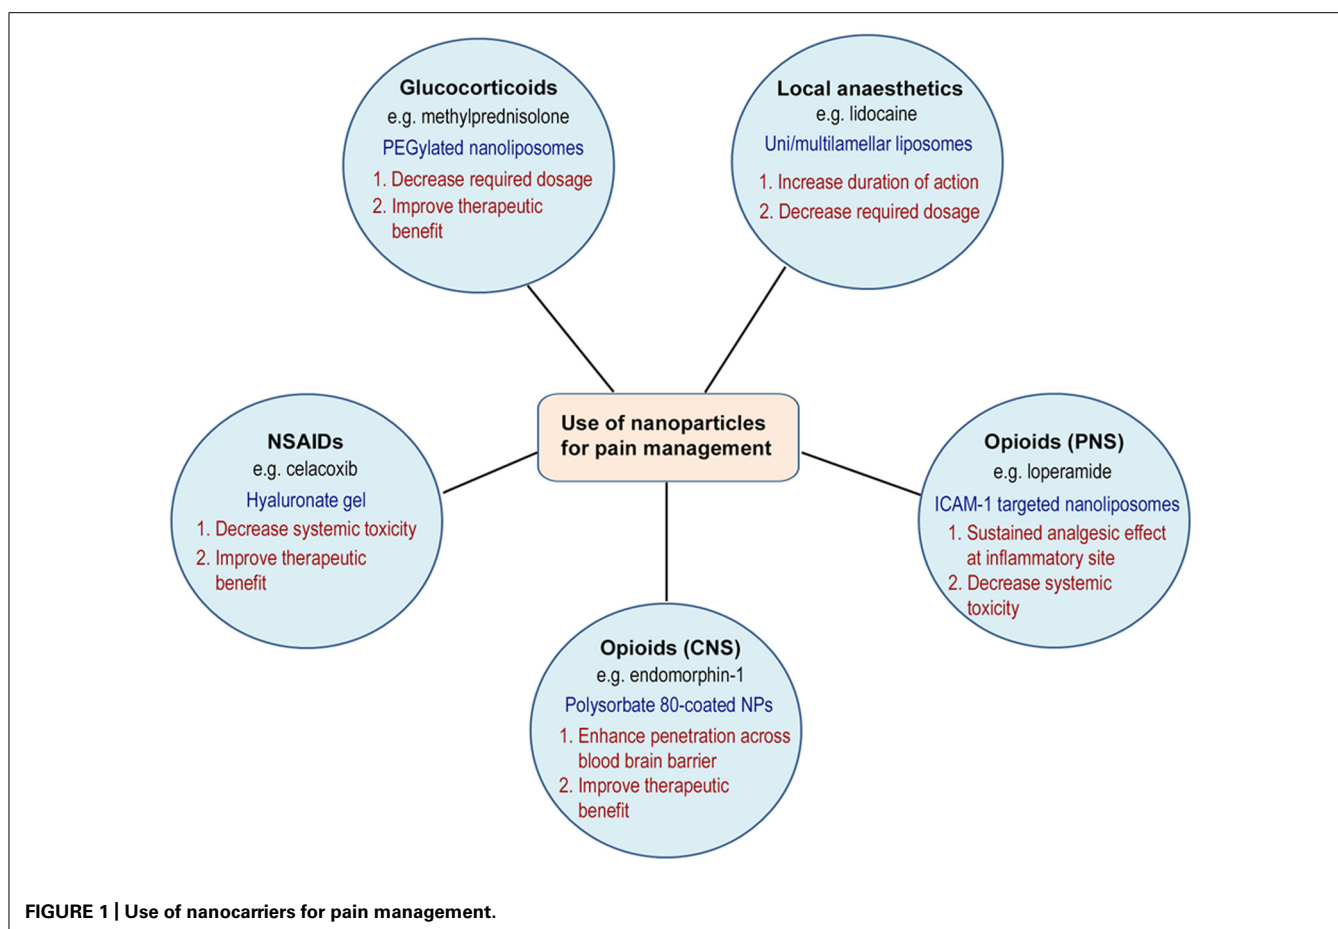 Glucocorticoids
e.g. methylprednisolone
PEGylated nanoliposomes
1. Decrease required dosage
2. Improve therapeutic
benefit
Local anaesthetics
e.g. lidocaine
Uni/multilamellar liposomes
1. Increase duration of action
2. Decrease required dosage
Use of nanoparticles
for pain management
NSAIDs
e.g. celacoxib
Hyaluronate gel
1. Decrease systemic toxicity
2. Improve therapeutic
benefit
Opioids (PNS)
e.g. loperamide
ICAM-1 targeted nanoliposomes
1. Sustained analgesic effect
at inflammatory site
2. Decrease systemic
toxicity
Opioids (CNS)
e.g. endomorphin-1
Polysorbate 80-coated NPs
1. Enhance penetration across
blood brain barrier
2. Improve therapeutic
benefit
FIGURE 1 | Use of nanocarriers for pain management.